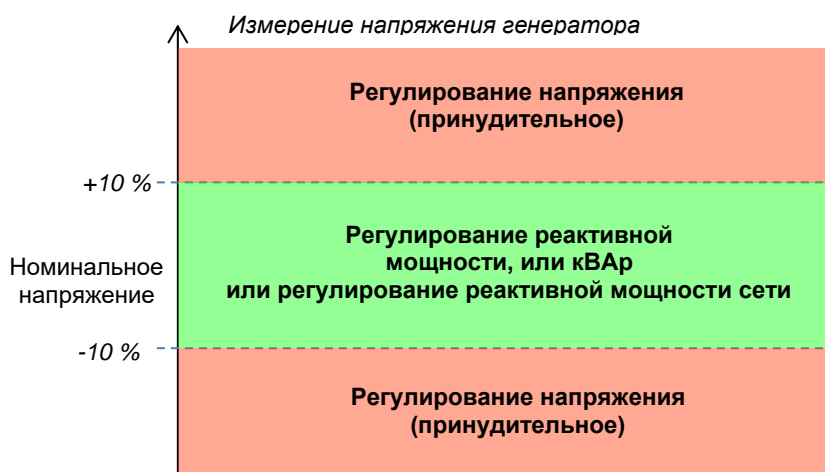 Измерение напряжения генератора
Регулирование напряжения
(принудительное)
+10 %
Регулирование реактивной
мощности, или кВАр
или регулирование реактивной мощности сети
Номинальное
напряжение
-10 %
Регулирование напряжения
(принудительное)